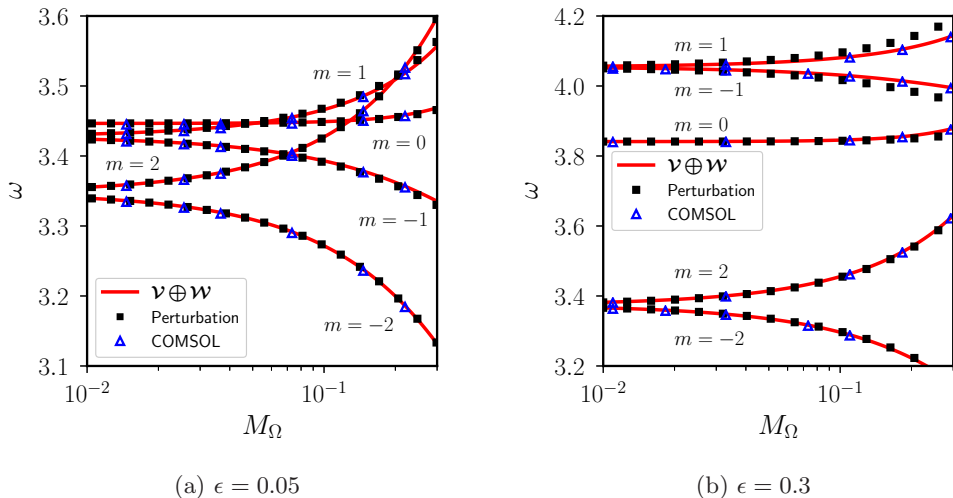 3.6
3.5
3.4
3.3
3.2
3.1
ω
m = 1
m = 0
m = 2
m = −1
m = −2
𝒱 ⊕ 𝒲
Perturbation
COMSOL
10⁻² 10⁻¹
M_Ω
(a) ϵ = 0.05
4.2
4.0
3.8
3.6
3.4
3.2
ω
m = 1
m = −1
m = 0
𝒱 ⊕ 𝒲
Perturbation
COMSOL
m = 2
m = −2
10⁻² 10⁻¹
M_Ω
(b) ϵ = 0.3